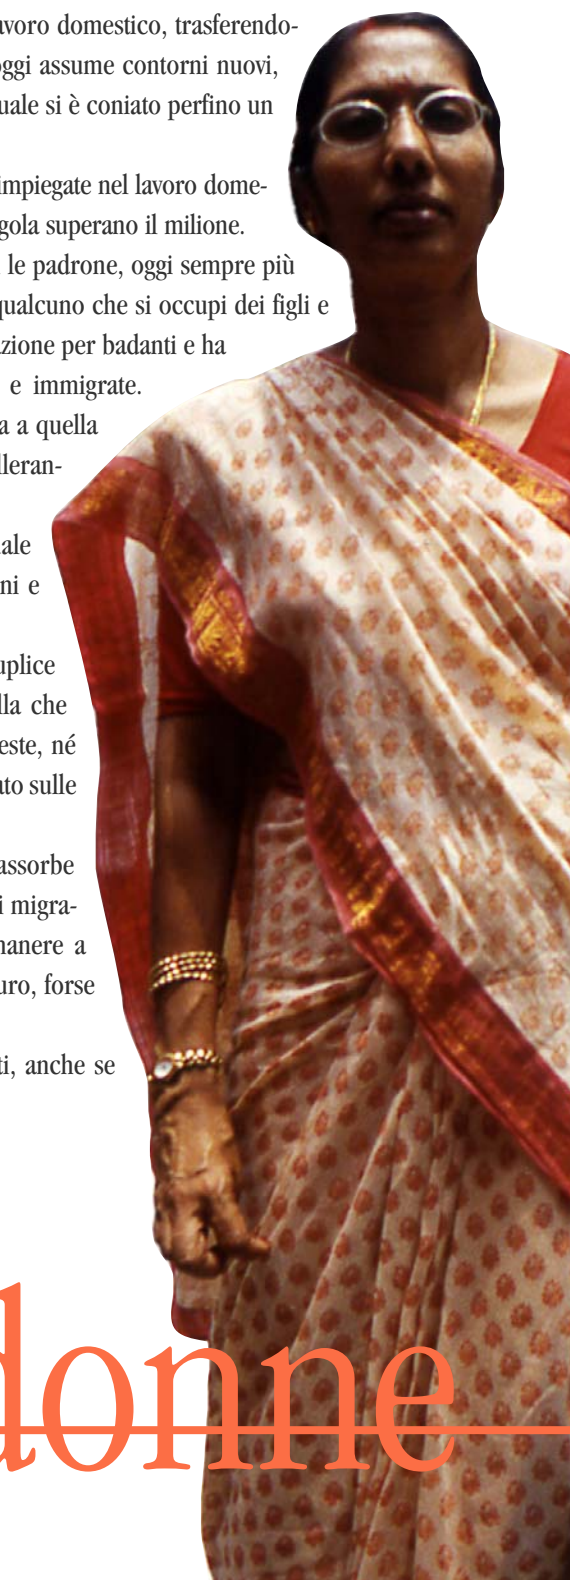 avoro domestico, trasferendo-
oggi assume contorni nuovi,
uale si è coniato perfino un
impiegate nel lavoro dome-
gola superano il milione.
le padrone, oggi sempre più
qualcuno che si occupi dei figli e
azione per badanti e ha
e immigrate.
a a quella
lleran-
ale
ni e
uplice
lla che
este, né
ato sulle
assorbe
i migra-
manere a
uro, forse
ti, anche se
donne